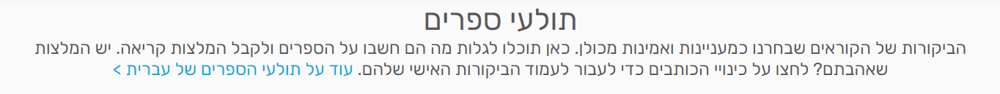 תולעי ספרים
הביקורות של הקוראים שבחרנו כמעניינות ואמינות מכולן. כאן תוכלו לגלות מה הם חשבו על הספרים ולקבל המלצות קריאה. יש המלצות
שאהבתם? לחצו על כינויי הכותבים כדי לעבור לעמוד הביקורות האישי שלהם. עוד על תולעי הספרים של עברית >